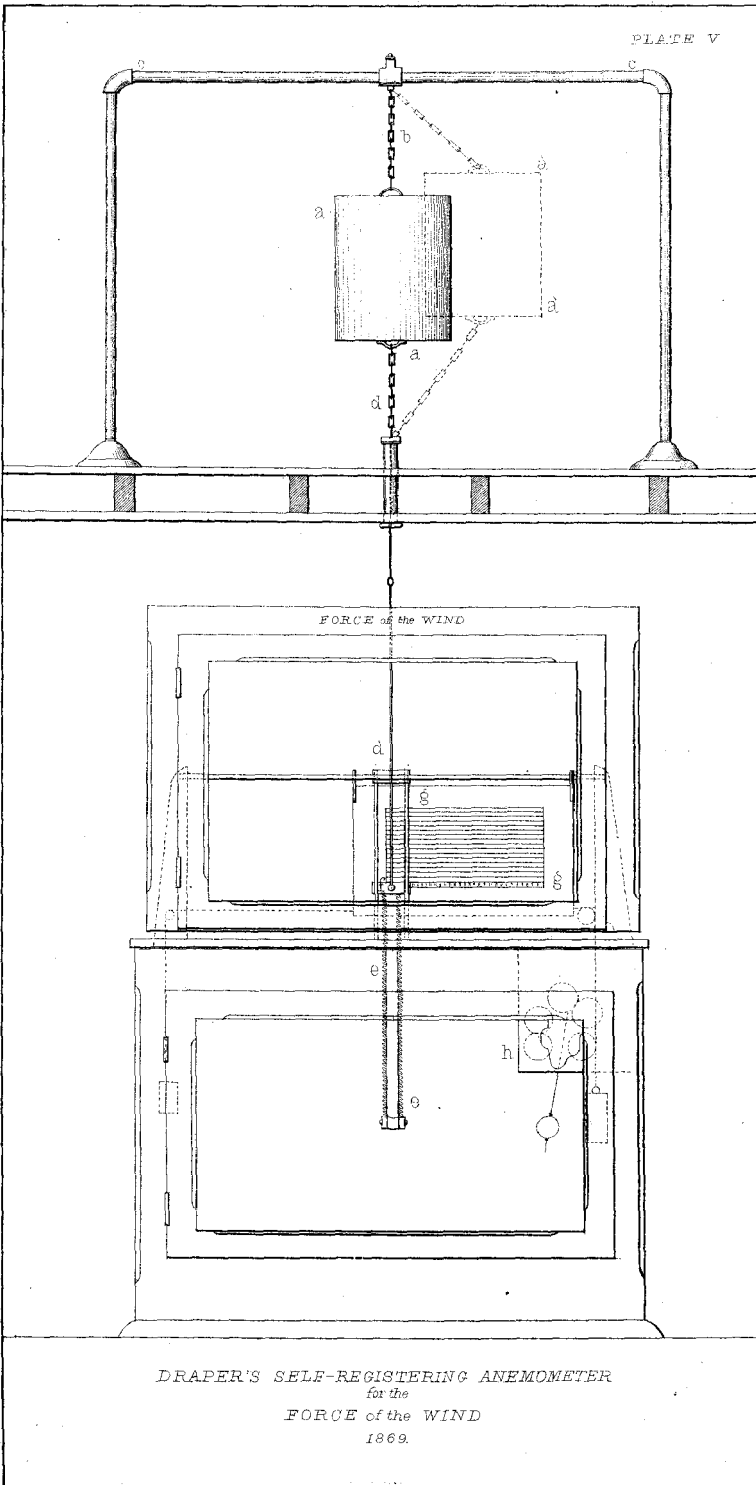 PLATE V
c
c
b
a
a
a
a
a
d
FORCE of the WIND
d
g
f
g
e
h
e
DRAPER'S SELF-REGISTERING ANEMOMETER
for the
FORCE of the WIND
1869.